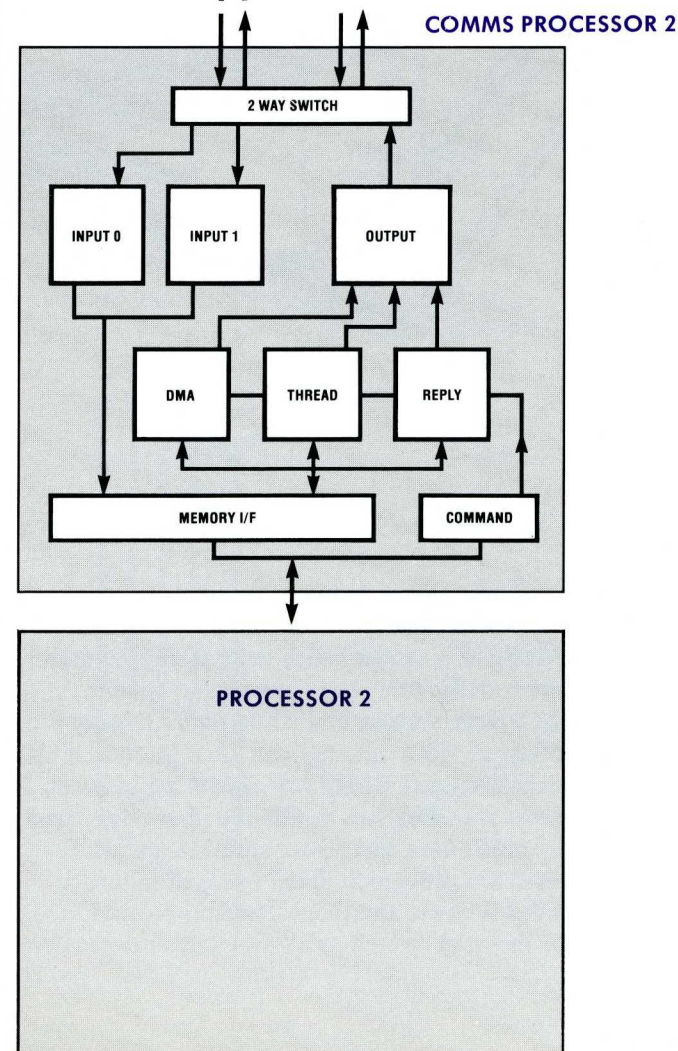 COMMS PROCESSOR 2
2 WAY SWITCH
INPUT 0
INPUT 1
OUTPUT
DMA
THREAD
REPLY
MEMORY I/F
COMMAND
PROCESSOR 2